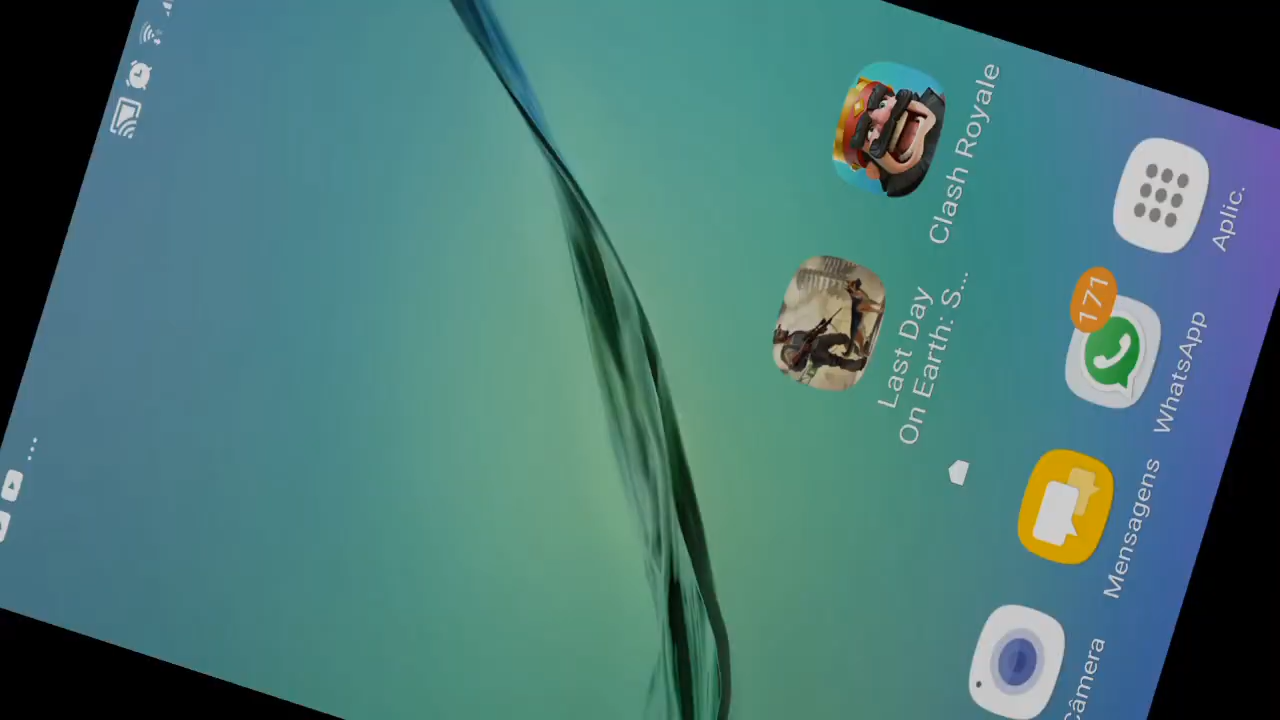 Last Day
On Earth: S...
Clash Royale
171
Câmera
Mensagens
WhatsApp
Aplic.